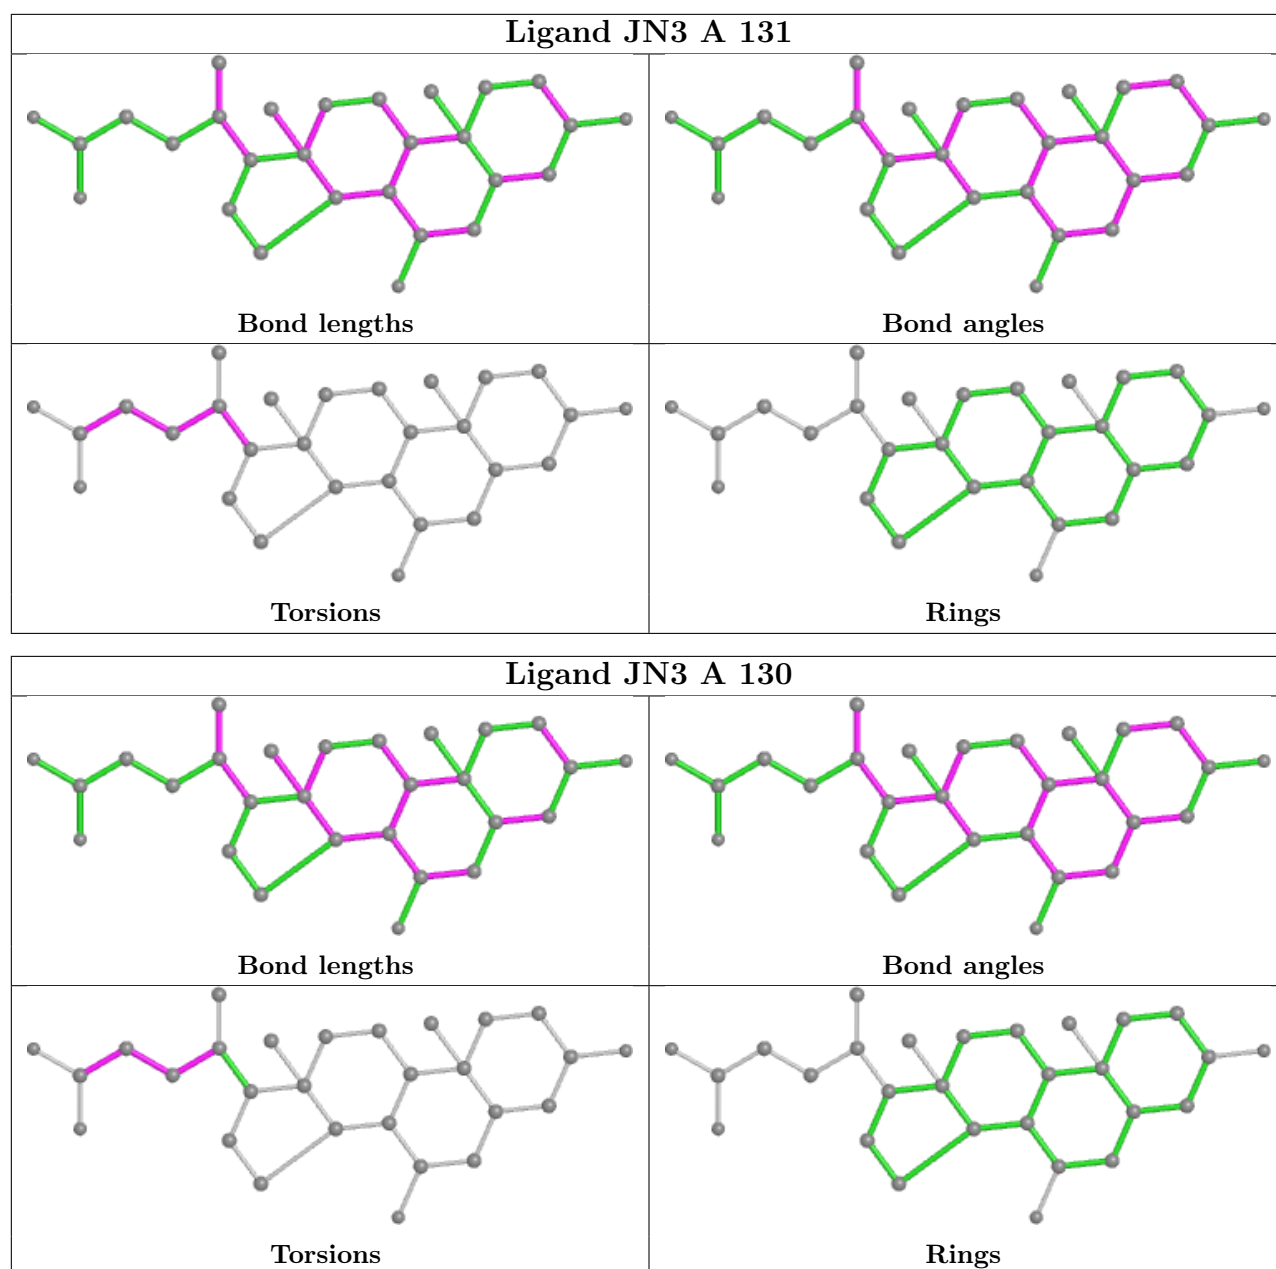 Ligand JN3 A 131
Bond lengths
Bond angles
Torsions
Rings
Ligand JN3 A 130
Bond lengths
Bond angles
Torsions
Rings